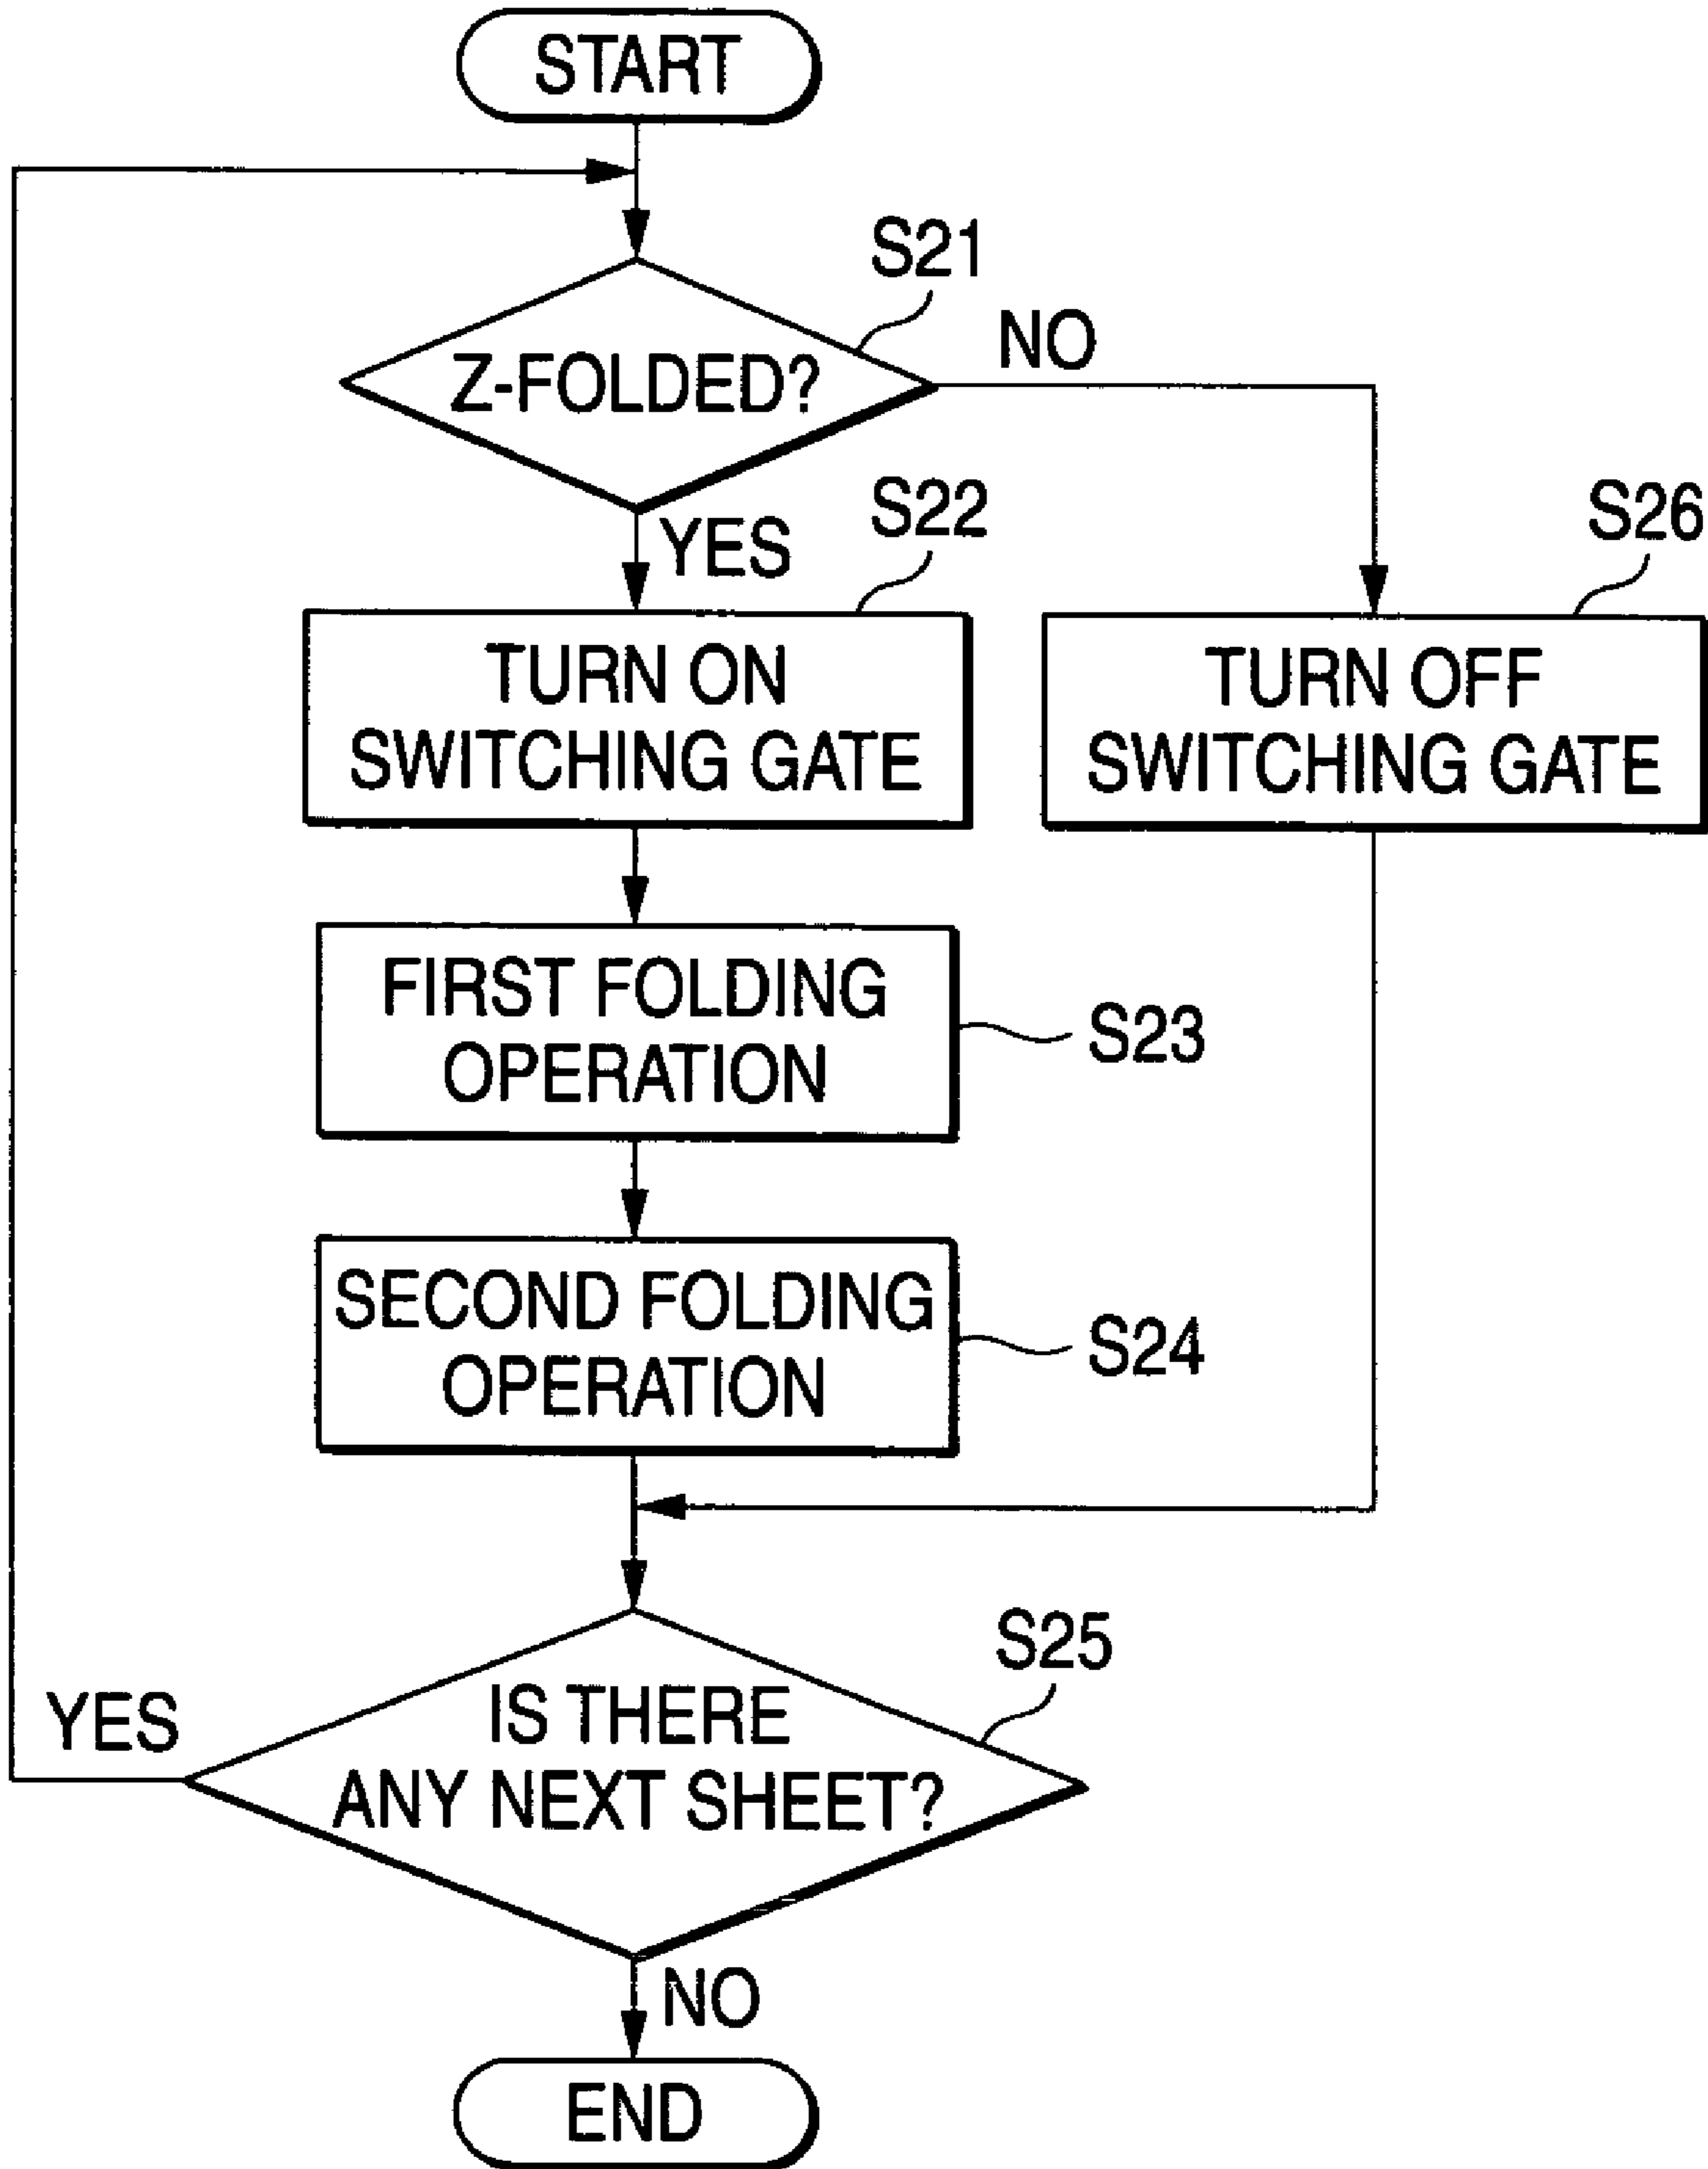 START
S21
Z-FOLDED?
NO
YES
S22
S26
TURN ON
SWITCHING GATE
TURN OFF
SWITCHING GATE
FIRST FOLDING
OPERATION
S23
SECOND FOLDING
OPERATION
S24
S25
YES
IS THERE
ANY NEXT SHEET?
NO
END